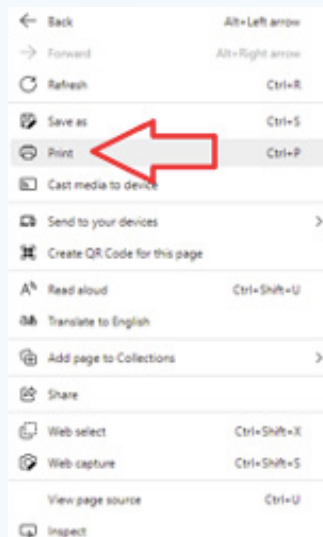 Back Alt+Left arrow
Forward Alt+Right arrow
Refresh Ctrl+R
Save as Ctrl+S
Print Ctrl+P
Cast media to device
Send to your devices
Create QR Code for this page
Read aloud Ctrl+Shift+U
Translate to English
Add page to Collections
Share
Web select Ctrl+Shift+X
Web capture Ctrl+Shift+S
View page source Ctrl+U
Inspect